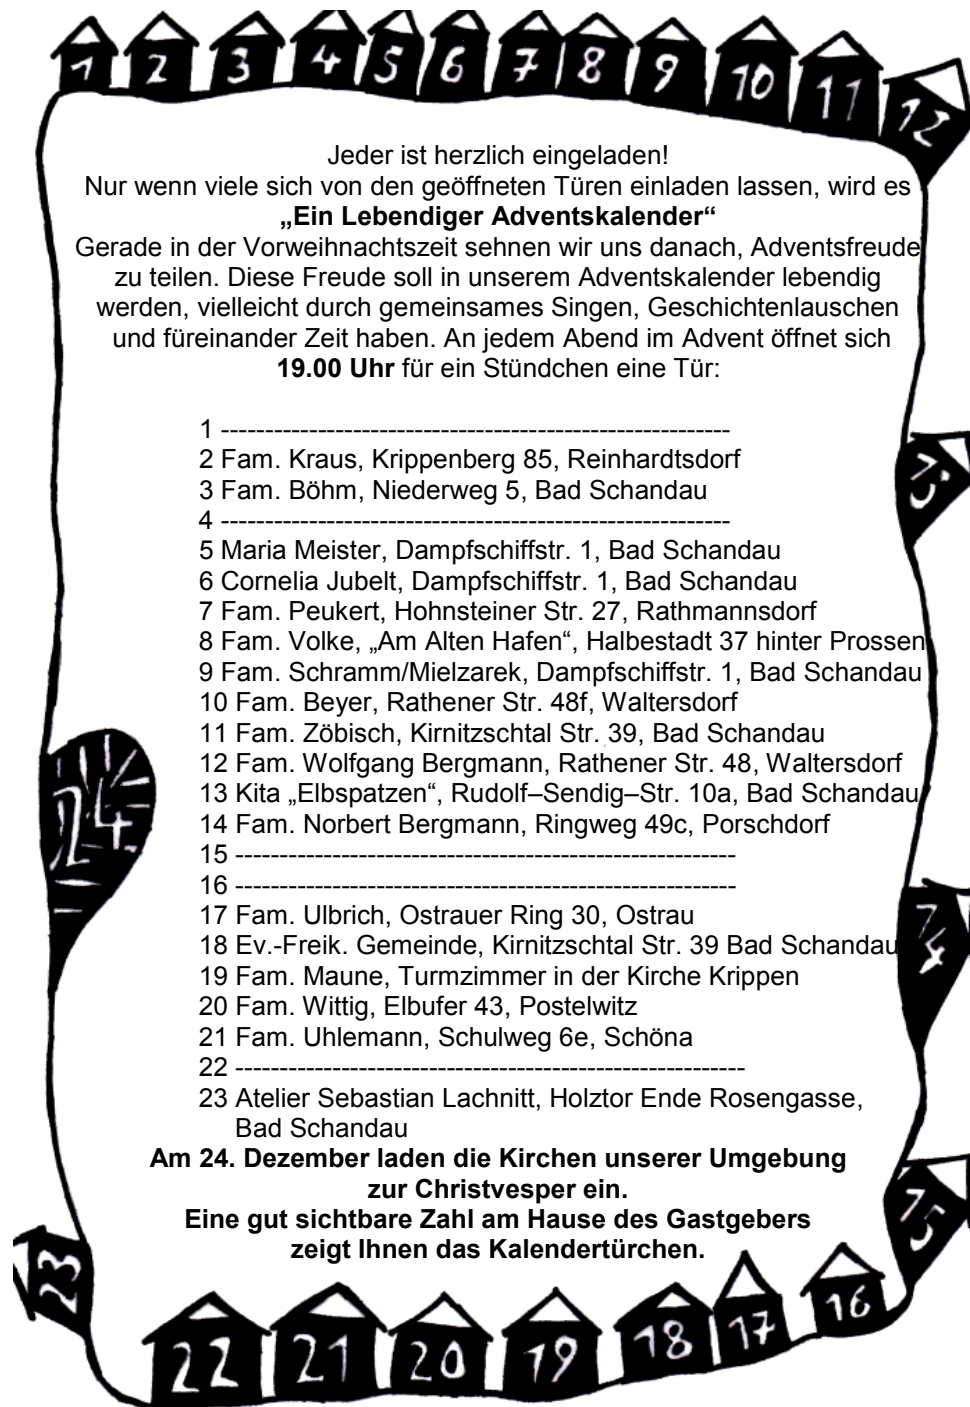 1 2 3 4 5 6 7 8 9 10 11 12
Jeder ist herzlich eingeladen!
Nur wenn viele sich von den geöffneten Türen einladen lassen, wird es
„Ein Lebendiger Adventskalender“
Gerade in der Vorweihnachtszeit sehnen wir uns danach, Adventsfreude
zu teilen. Diese Freude soll in unserem Adventskalender lebendig
werden, vielleicht durch gemeinsames Singen, Geschichtenlauschen
und füreinander Zeit haben. An jedem Abend im Advent öffnet sich
19.00 Uhr für ein Stündchen eine Tür:
1 ----------------------------------------------------------
13
2 Fam. Kraus, Krippenberg 85, Reinhardtsdorf
3 Fam. Böhm, Niederweg 5, Bad Schandau
4 ----------------------------------------------------------
5 Maria Meister, Dampfschiffstr. 1, Bad Schandau
6 Cornelia Jubelt, Dampfschiffstr. 1, Bad Schandau
7 Fam. Peukert, Hohnsteiner Str. 27, Rathmannsdorf
8 Fam. Volke, „Am Alten Hafen“, Halbestadt 37 hinter Prossen
9 Fam. Schramm/Mielzarek, Dampfschiffstr. 1, Bad Schandau
10 Fam. Beyer, Rathener Str. 48f, Waltersdorf
11 Fam. Zöbisch, Kirnitzschtal Str. 39, Bad Schandau
12 Fam. Wolfgang Bergmann, Rathener Str. 48, Waltersdorf
13 Kita „Elbspatzen“, Rudolf–Sendig–Str. 10a, Bad Schandau
24
14 Fam. Norbert Bergmann, Ringweg 49c, Porschdorf
15 ---------------------------------------------------------
16 ---------------------------------------------------------
17 Fam. Ulbrich, Ostrauer Ring 30, Ostrau
14
18 Ev.-Freik. Gemeinde, Kirnitzschtal Str. 39 Bad Schandau
19 Fam. Maune, Turmzimmer in der Kirche Krippen
20 Fam. Wittig, Elbufer 43, Postelwitz
21 Fam. Uhlemann, Schulweg 6e, Schöna
22 ----------------------------------------------------------
23 Atelier Sebastian Lachnitt, Holztor Ende Rosengasse,
Bad Schandau
Am 24. Dezember laden die Kirchen unserer Umgebung
zur Christvesper ein.
Eine gut sichtbare Zahl am Hause des Gastgebers
15
zeigt Ihnen das Kalendertürchen.
23
22 21 20 19 18 17 16